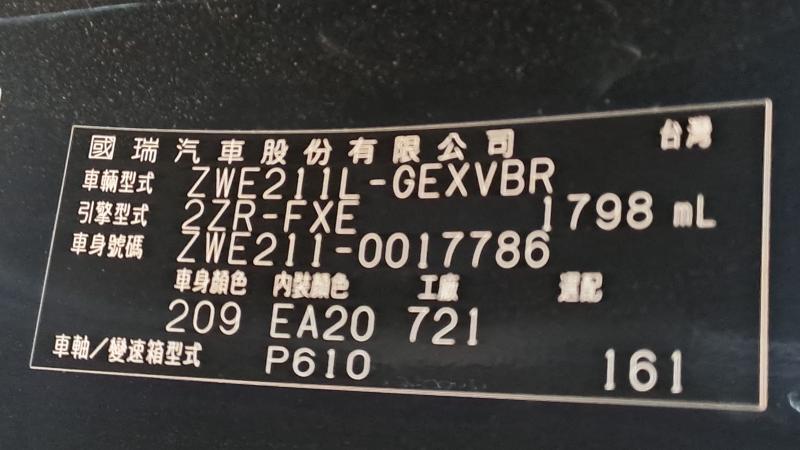 國瑞汽車股份有限公司 台灣
車輛型式 ZWE211L-GEXVBR
引擎型式 2ZR-FXE 1798 mL
車身號碼 ZWE211-0017786
車身顏色 內裝顏色 工廠 選配
209 EA20 721
車軸/變速箱型式 P610 161